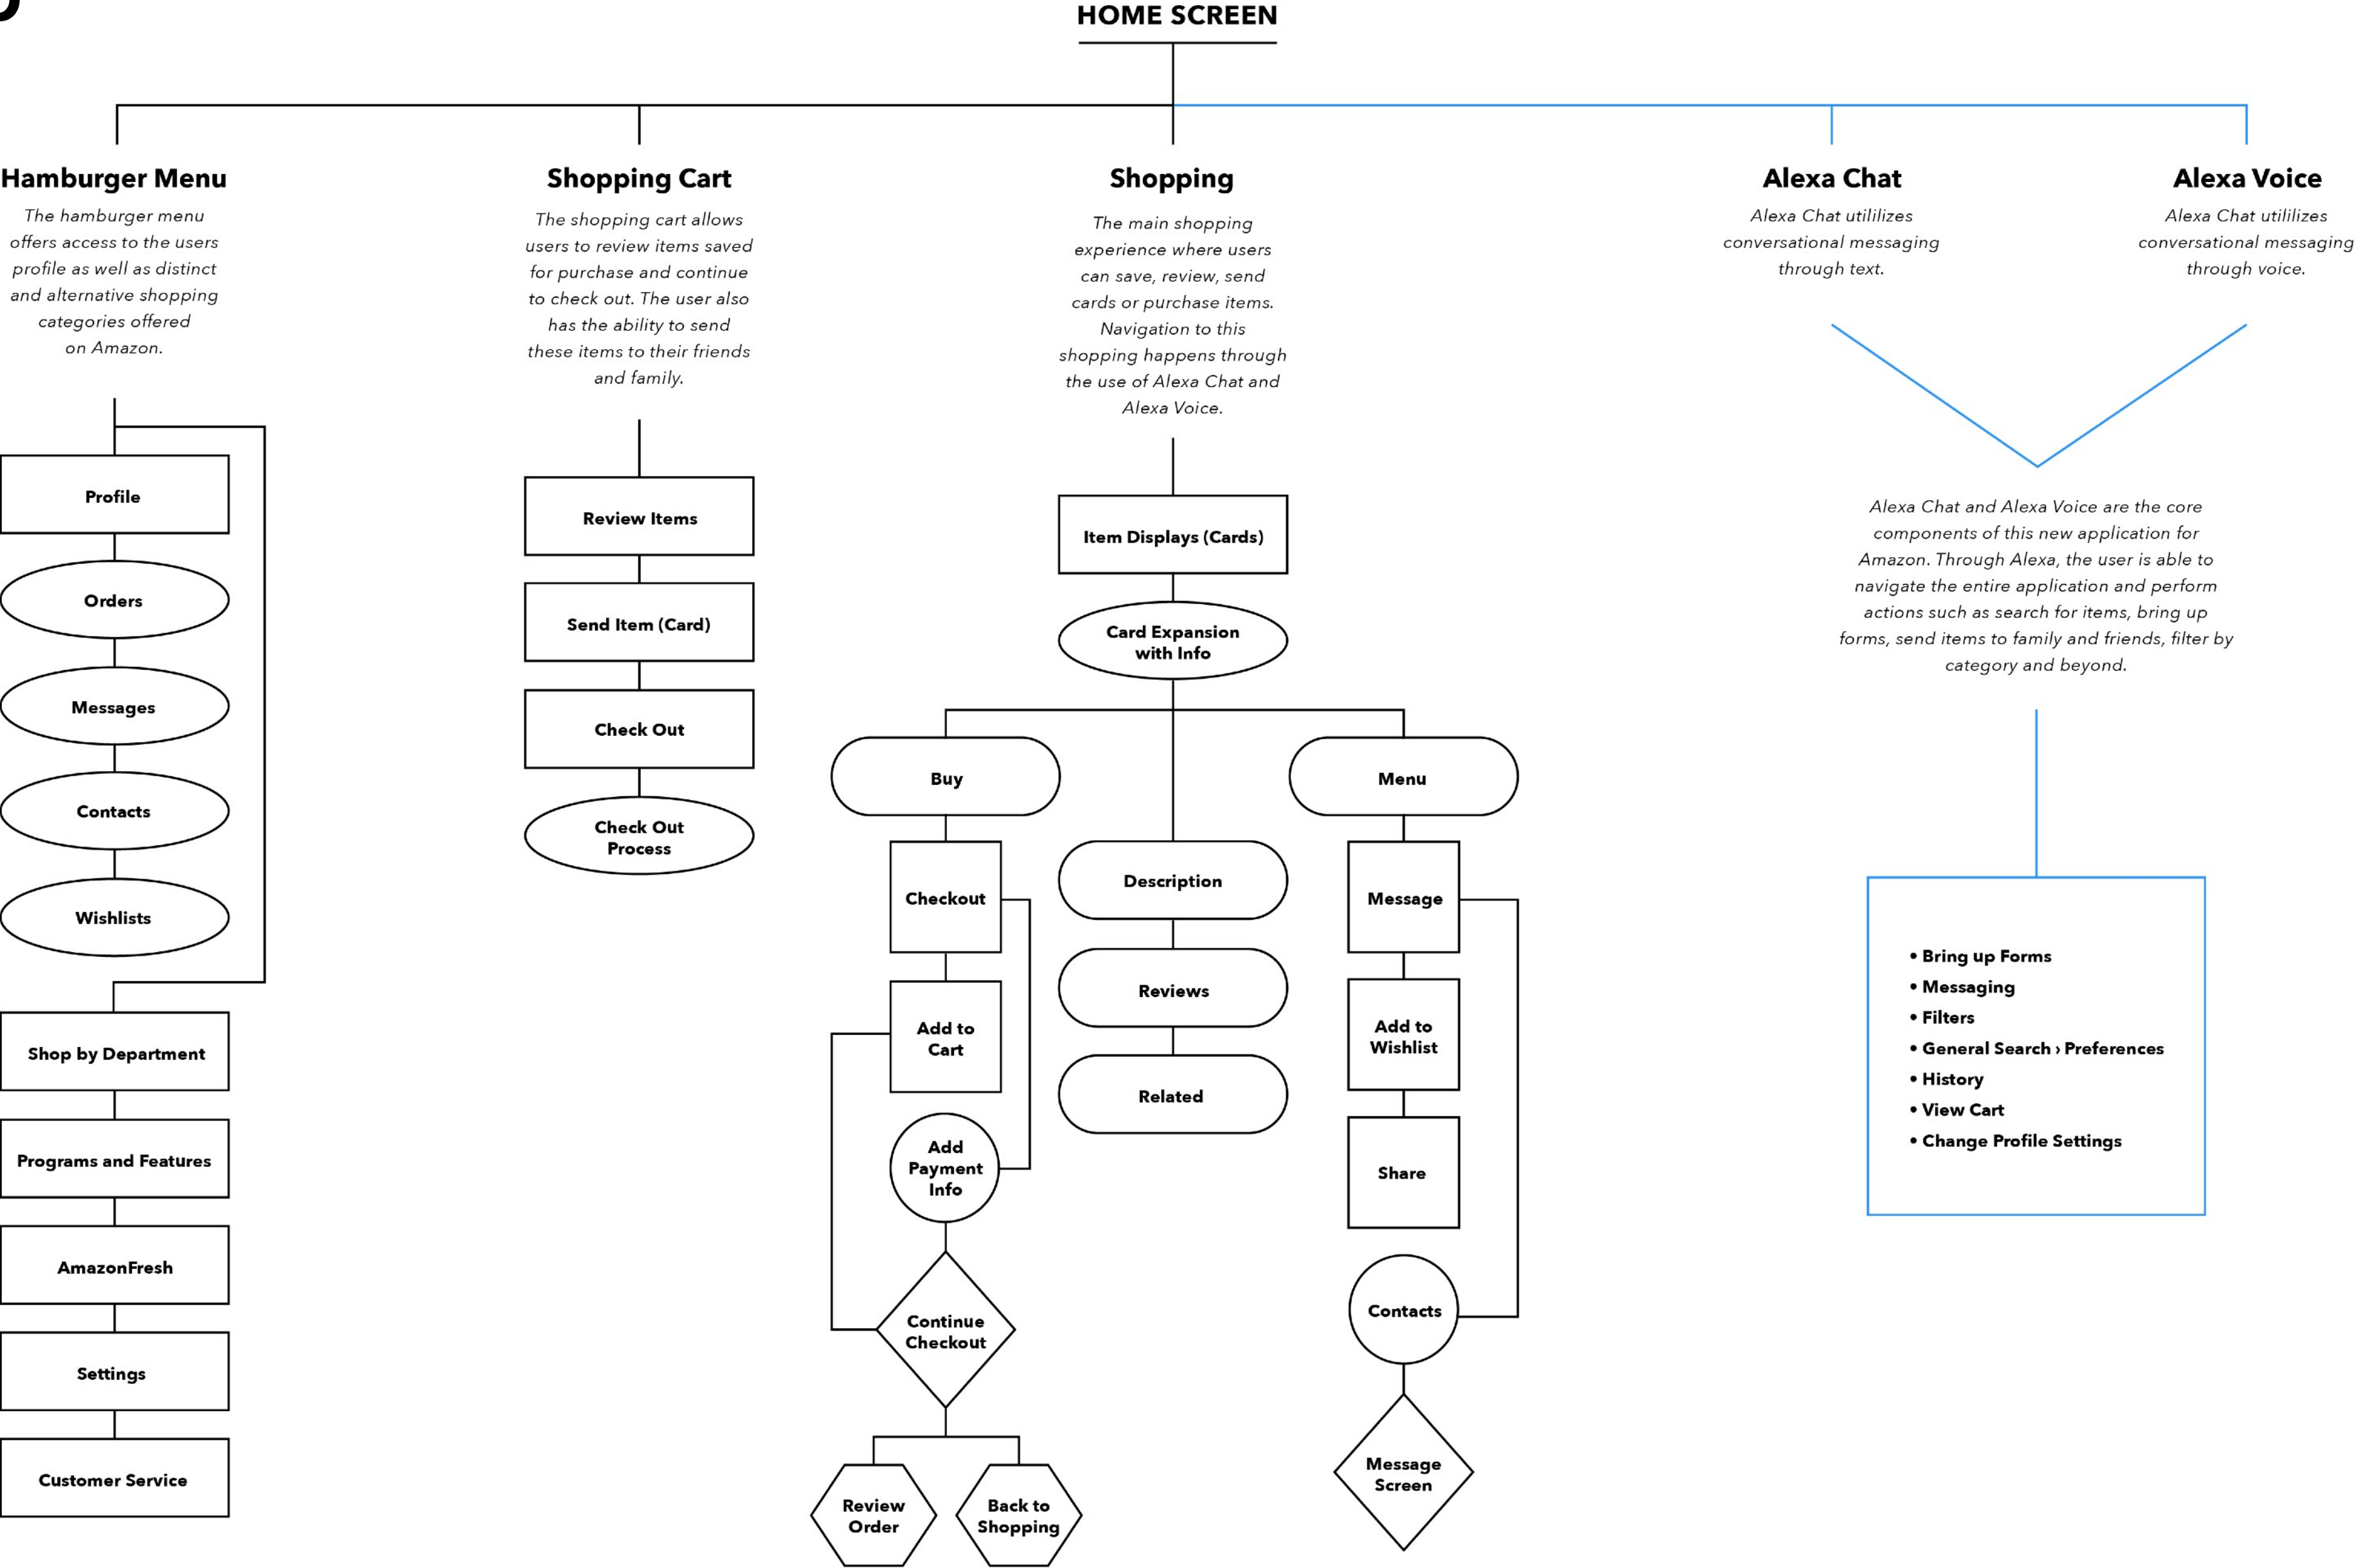 HOME SCREEN
Hamburger Menu
The hamburger menu
offers access to the users
profile as well as distinct
and alternative shopping
categories offered
on Amazon.
Profile
Orders
Messages
Contacts
Wishlists
Shop by Department
Programs and Features
AmazonFresh
Settings
Customer Service
Shopping Cart
The shopping cart allows
users to review items saved
for purchase and continue
to check out. The user also
has the ability to send
these items to their friends
and family.
Review Items
Send Item (Card)
Check Out
Check Out
Process
Shopping
The main shopping
experience where users
can save, review, send
cards or purchase items.
Navigation to this
shopping happens through
the use of Alexa Chat and
Alexa Voice.
Item Displays (Cards)
Card Expansion
with Info
Buy
Checkout
Add to
Cart
Add
Payment
Info
Continue
Checkout
Review
Order
Back to
Shopping
Description
Reviews
Related
Menu
Message
Add to
Wishlist
Share
Contacts
Message
Screen
Alexa Chat
Alexa Chat utililizes
conversational messaging
through text.
Alexa Voice
Alexa Chat utililizes
conversational messaging
through voice.
Alexa Chat and Alexa Voice are the core
components of this new application for
Amazon. Through Alexa, the user is able to
navigate the entire application and perform
actions such as search for items, bring up
forms, send items to family and friends, filter by
category and beyond.
• Bring up Forms
• Messaging
• Filters
• General Search › Preferences
• History
• View Cart
• Change Profile Settings